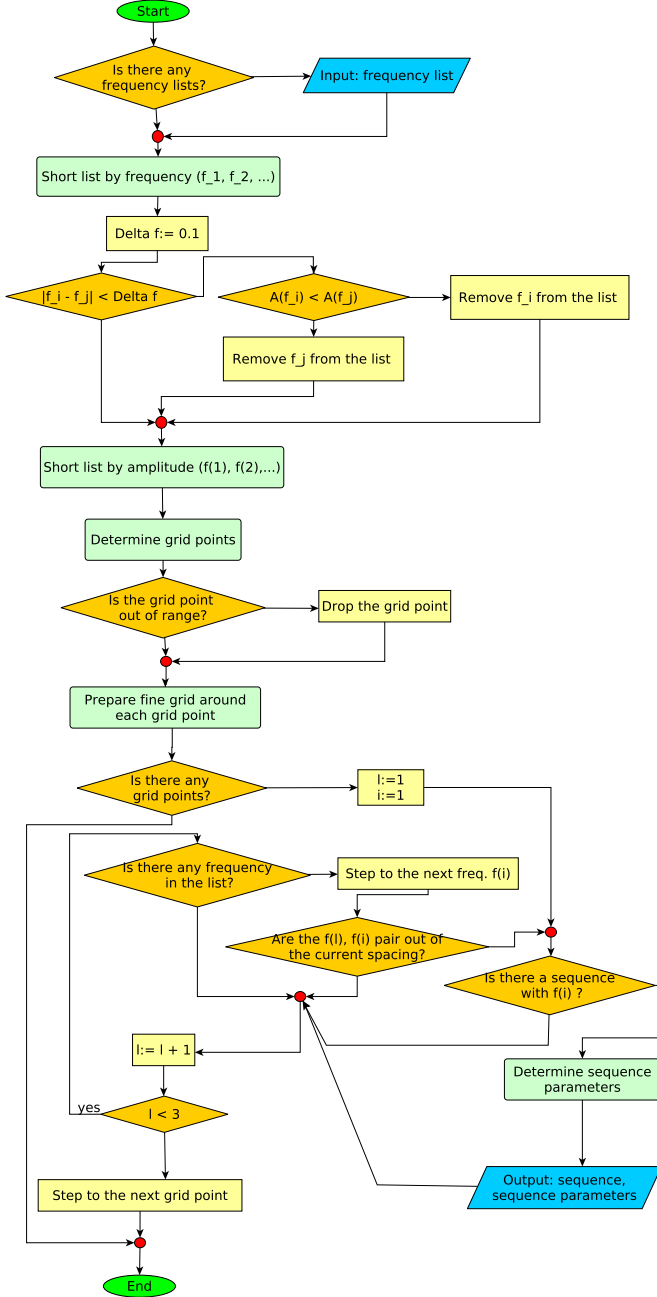 Start
Is there any
frequency lists?
Input: frequency list
Short list by frequency (f_1, f_2, ...)
Delta f:= 0.1
|f_i - f_j| < Delta f
A(f_i) < A(f_j)
Remove f_i from the list
Remove f_j from the list
Short list by amplitude (f(1), f(2),...)
Determine grid points
Is the grid point
out of range?
Drop the grid point
Prepare fine grid around
each grid point
Is there any
grid points?
l:=1
i:=1
Is there any frequency
in the list?
Step to the next freq. f(i)
Are the f(l), f(i) pair out of
the current spacing?
Is there a sequence
with f(i) ?
l:= l + 1
Determine sequence
parameters
yes
l < 3
Step to the next grid point
Output: sequence,
sequence parameters
End